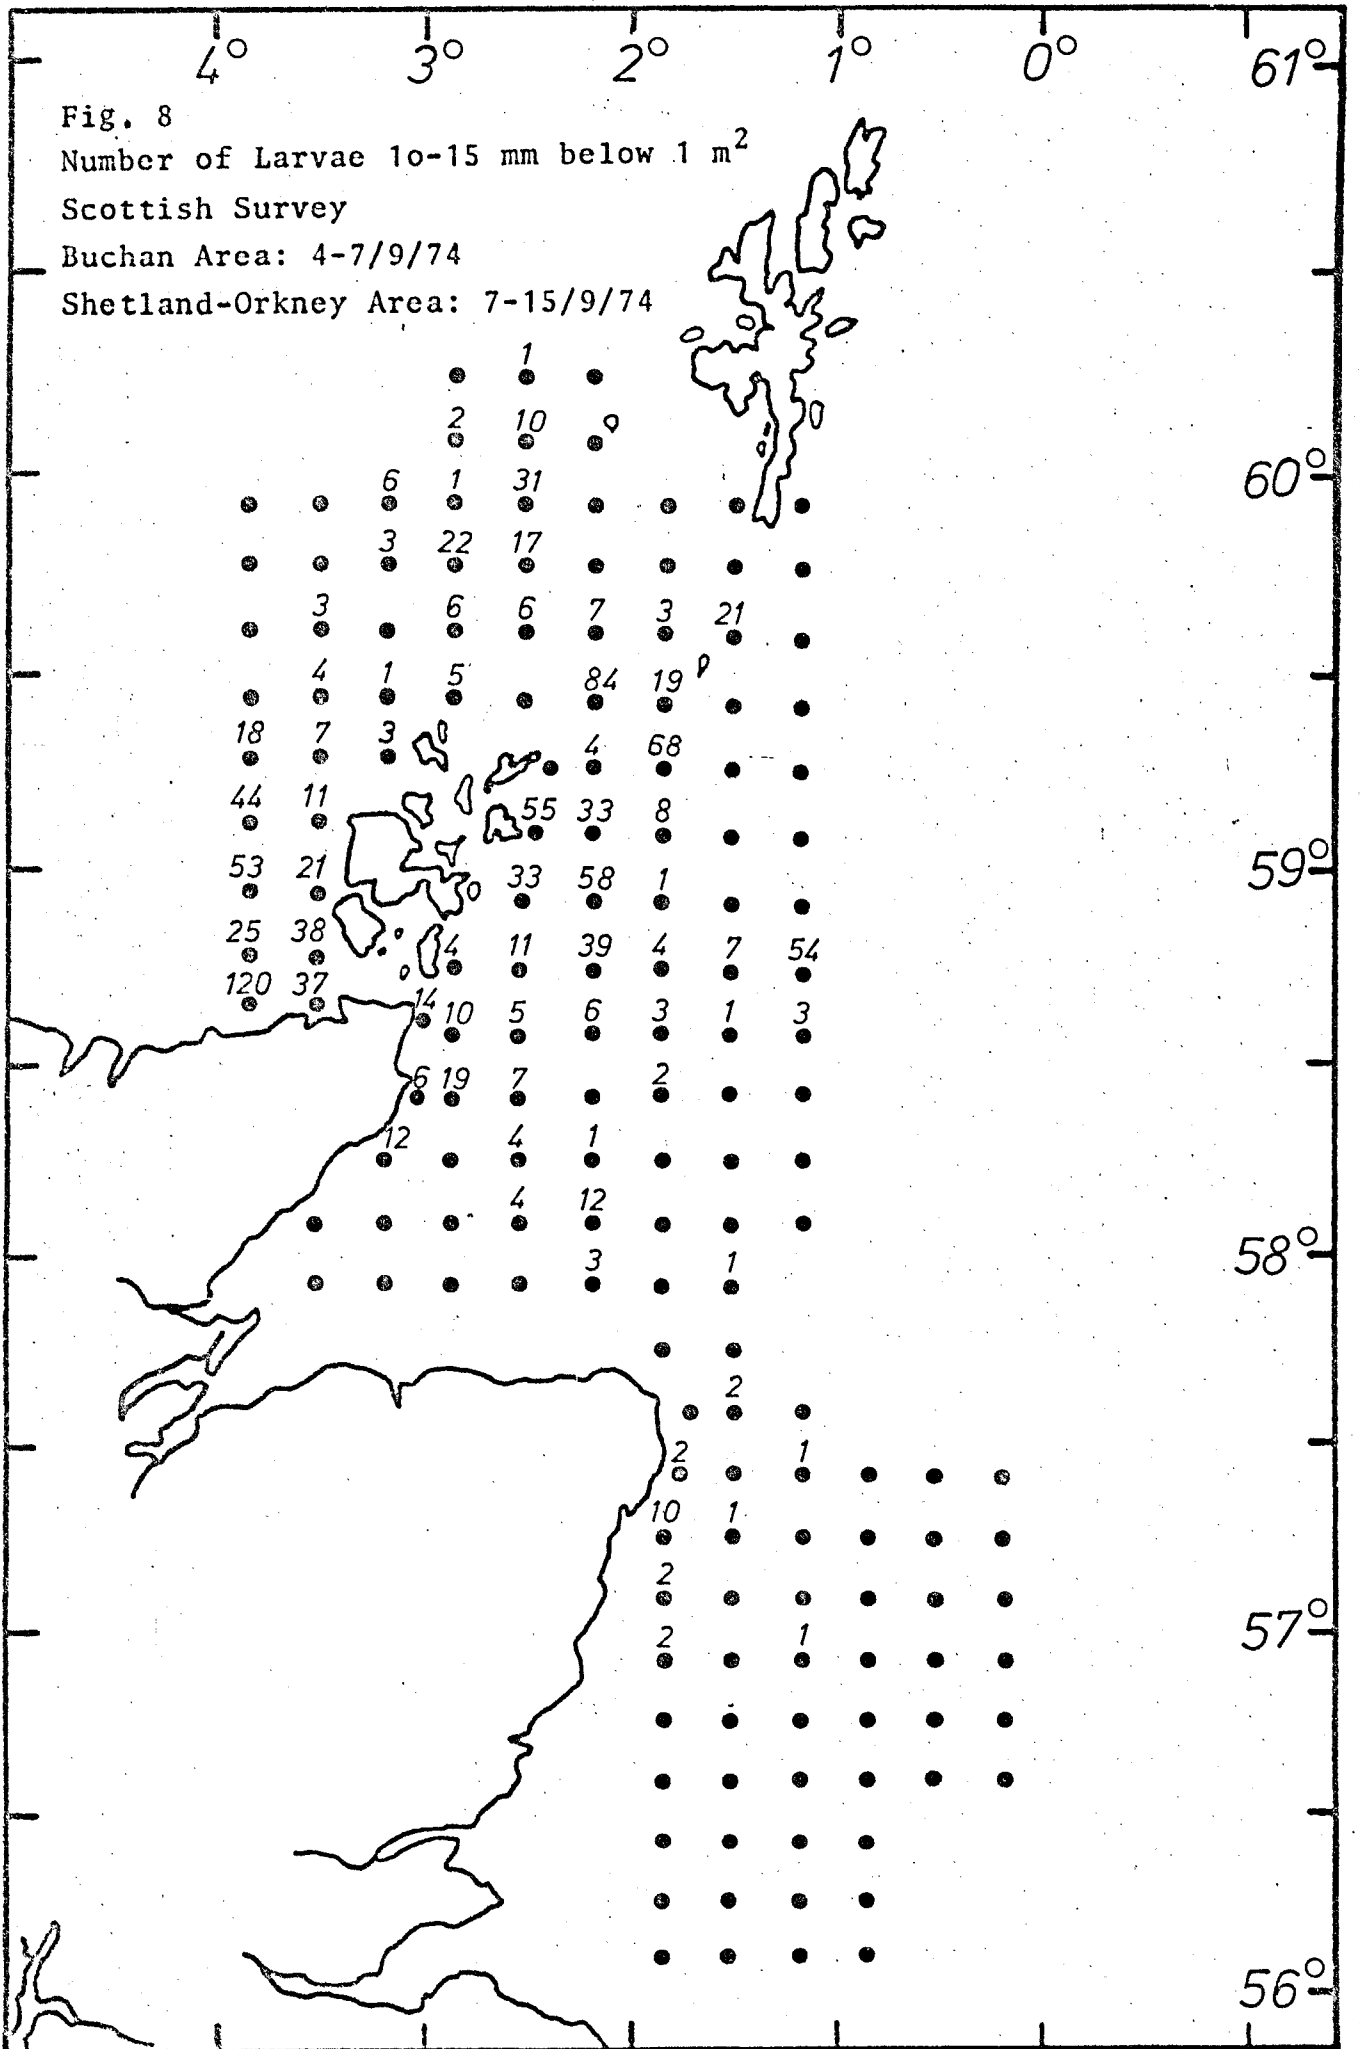 4° 3° 2° 1° 0° 61°
Fig. 8
Number of Larvae 1o-15 mm below 1 m²
Scottish Survey
Buchan Area: 4-7/9/74
Shetland-Orkney Area: 7-15/9/74
1
2 10
6 1 31
60°
3 22 17
3 6 6 7 3 21
4 1 5 84 19
18 7 3 4 68
44 11 55 33 8
59°
53 21 33 58 1
25 38 4 11 39 4 7 54
120 37 14 10 5 6 3 1 3
6 19 7 2
12 4 1
4 12
58°
3 1
2
2 1
10 1
2
57°
2 1
56°